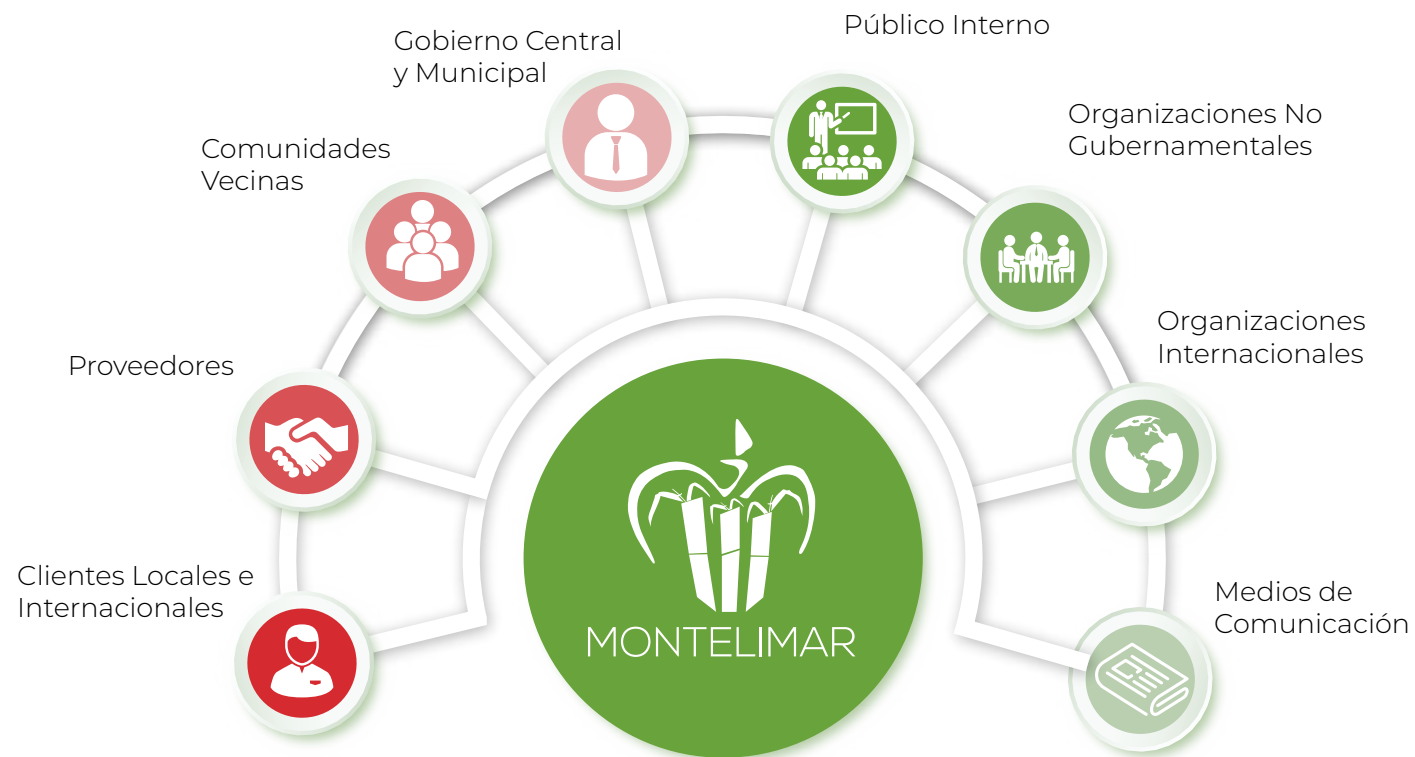 Público Interno
Gobierno Central
y Municipal
Organizaciones No
Gubernamentales
Comunidades
Vecinas
Organizaciones
Internacionales
Proveedores
Clientes Locales e
Internacionales
Medios de
Comunicación
MONTELIMAR